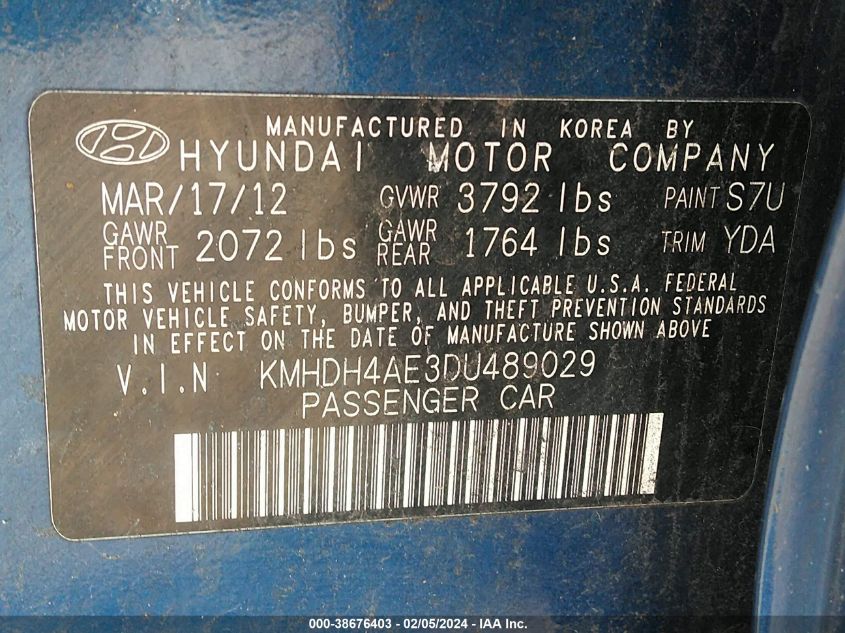 MANUFACTURED IN KOREA BY
HYUNDAI MOTOR COMPANY
MAR/17/12 GVWR 3792 lbs PAINT S7U
GAWR FRONT 2072 lbs GAWR REAR 1764 lbs TRIM YDA
THIS VEHICLE CONFORMS TO ALL APPLICABLE U.S.A. FEDERAL
MOTOR VEHICLE SAFETY, BUMPER, AND THEFT PREVENTION STANDARDS
IN EFFECT ON THE DATE OF MANUFACTURE SHOWN ABOVE
V.I.N KMHDH4AE3DU489029
PASSENGER CAR
000-38676403 - 02/05/2024 - IAA Inc.